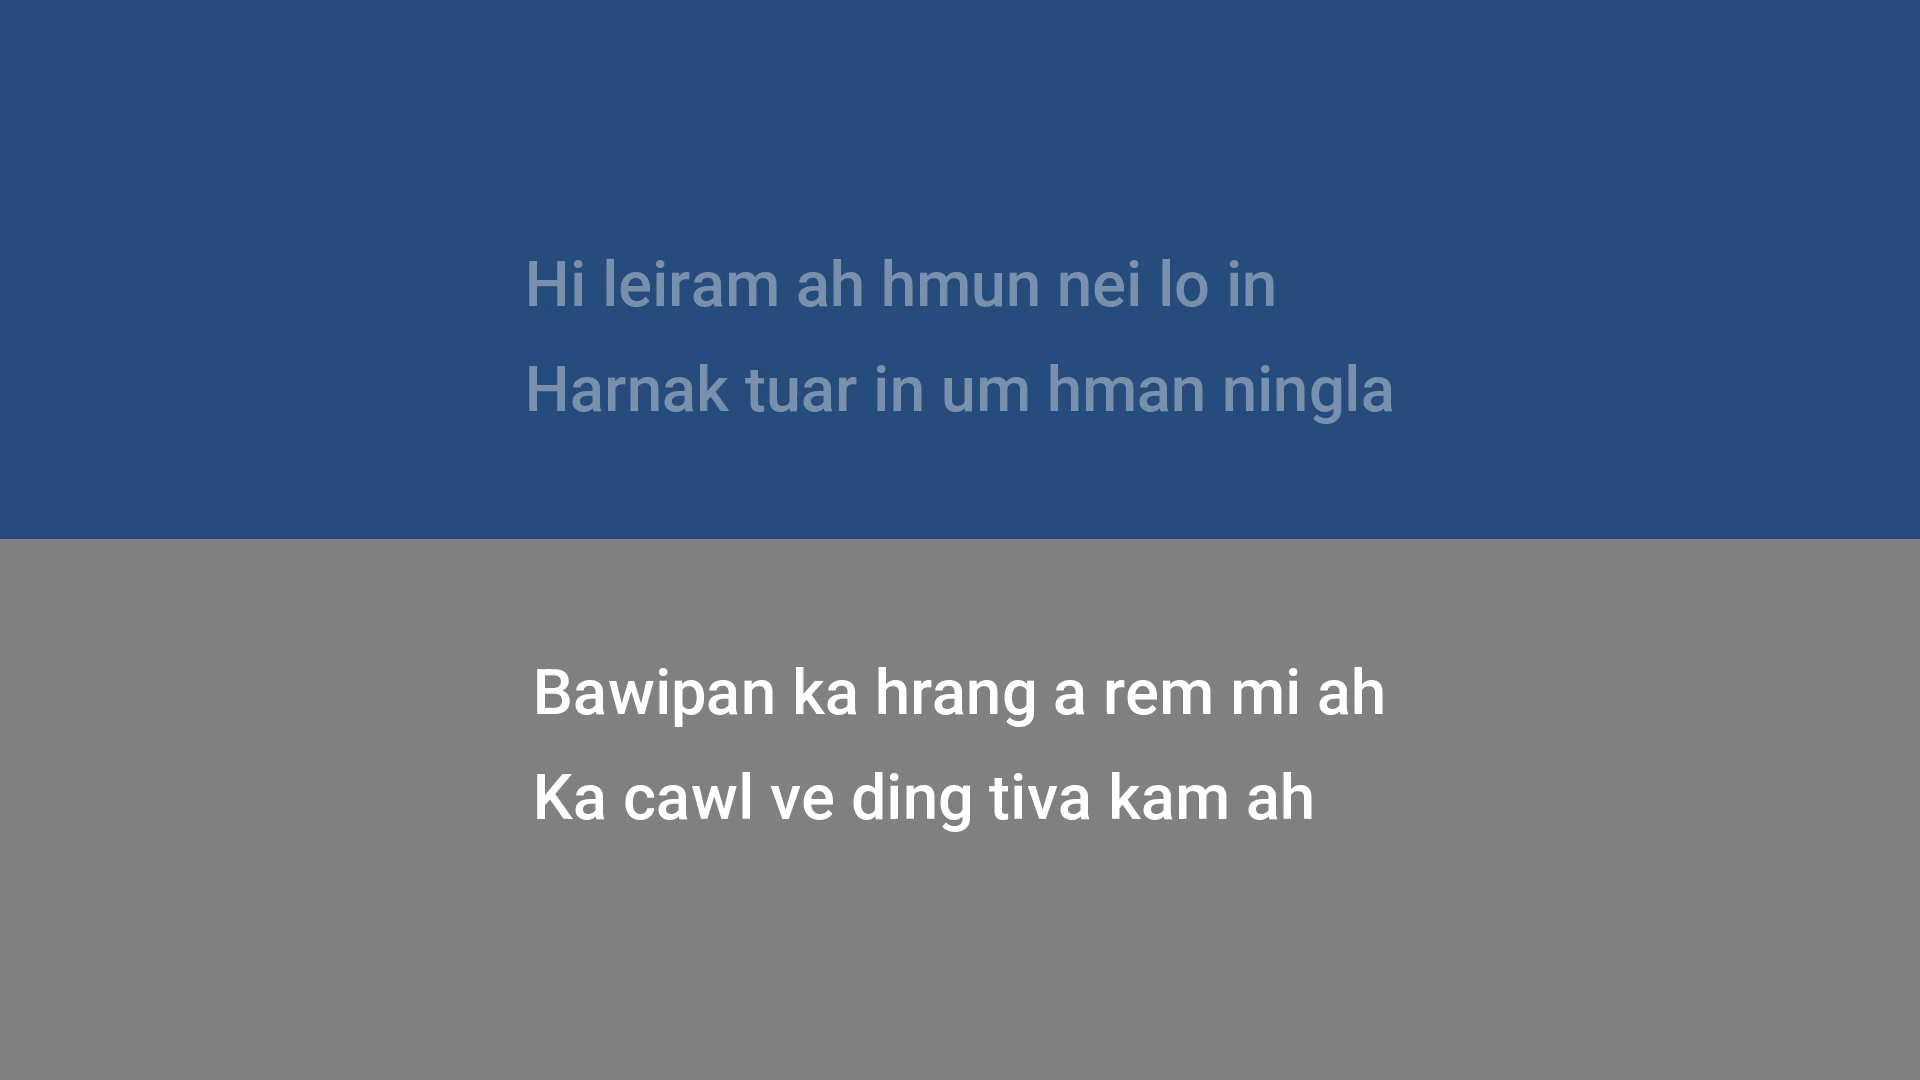 Hi leiram ah hmun nei lo in
Harnak tuar in um hman ningla
Bawipan ka hrang a rem mi ah
Ka cawl ve ding tiva kam ah